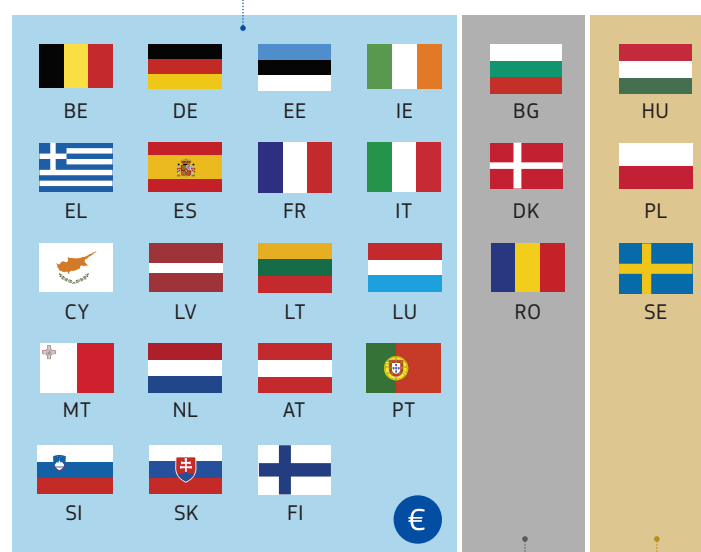 BE DE EE IE BG HU
EL ES FR IT DK PL
CY LV LT LU RO SE
MT NL AT PT
SI SK FI
€